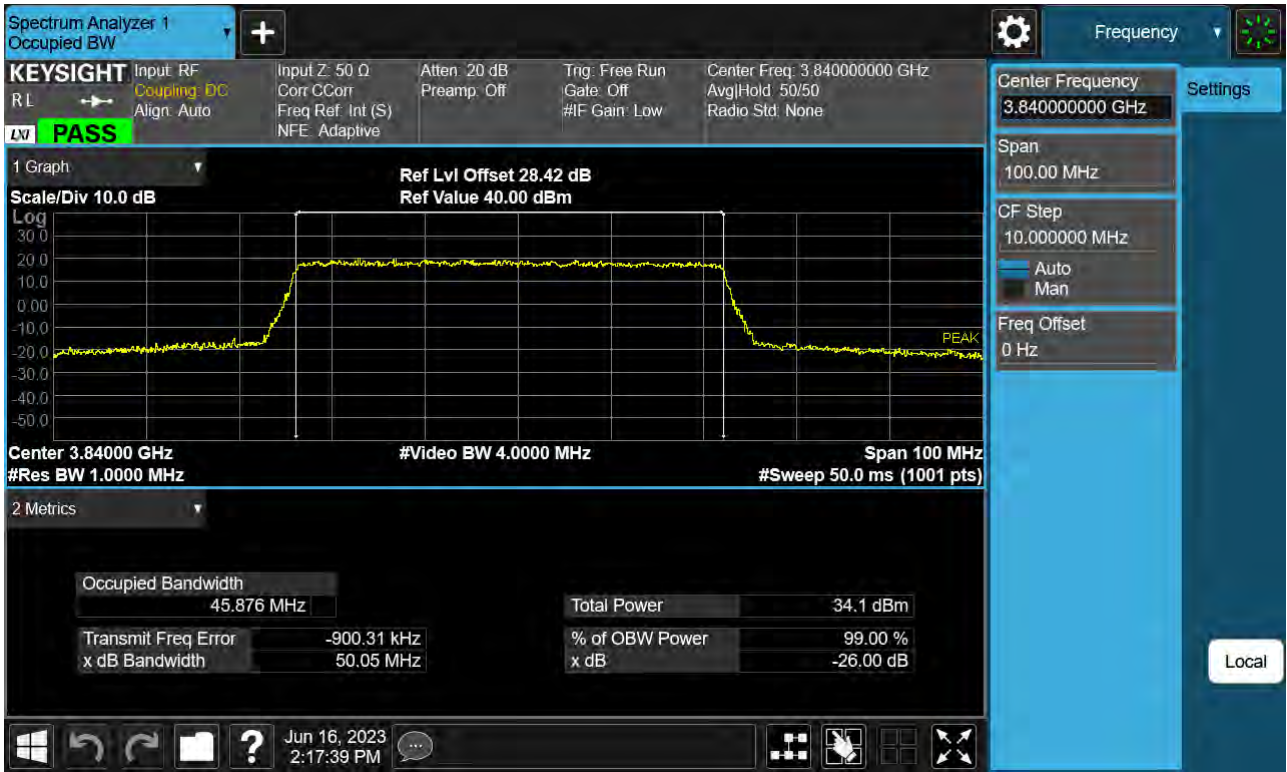 Spectrum Analyzer 1
Occupied BW
Frequency
KEYSIGHT
R L
LXI PASS
Input: RF
Coupling: DC
Align: Auto
Input Z: 50 Ω
Corr CCorr
Freq Ref: Int (S)
NFE: Adaptive
Atten: 20 dB
Preamp: Off
Trig: Free Run
Gate: Off
#IF Gain: Low
Center Freq: 3.840000000 GHz
Avg|Hold: 50/50
Radio Std: None
Center Frequency
3.840000000 GHz
Settings
Span
100.00 MHz
CF Step
10.000000 MHz
Auto
Man
Freq Offset
0 Hz
Local
1 Graph
Scale/Div 10.0 dB
Ref Lvl Offset 28.42 dB
Ref Value 40.00 dBm
Log
30.0
20.0
10.0
0.00
-10.0
-20.0
-30.0
-40.0
-50.0
PEAK
Center 3.84000 GHz
#Res BW 1.0000 MHz
#Video BW 4.0000 MHz
Span 100 MHz
#Sweep 50.0 ms (1001 pts)
2 Metrics
Occupied Bandwidth
45.876 MHz
Transmit Freq Error -900.31 kHz
x dB Bandwidth 50.05 MHz
Total Power 34.1 dBm
% of OBW Power 99.00 %
x dB -26.00 dB
?
Jun 16, 2023
2:17:39 PM